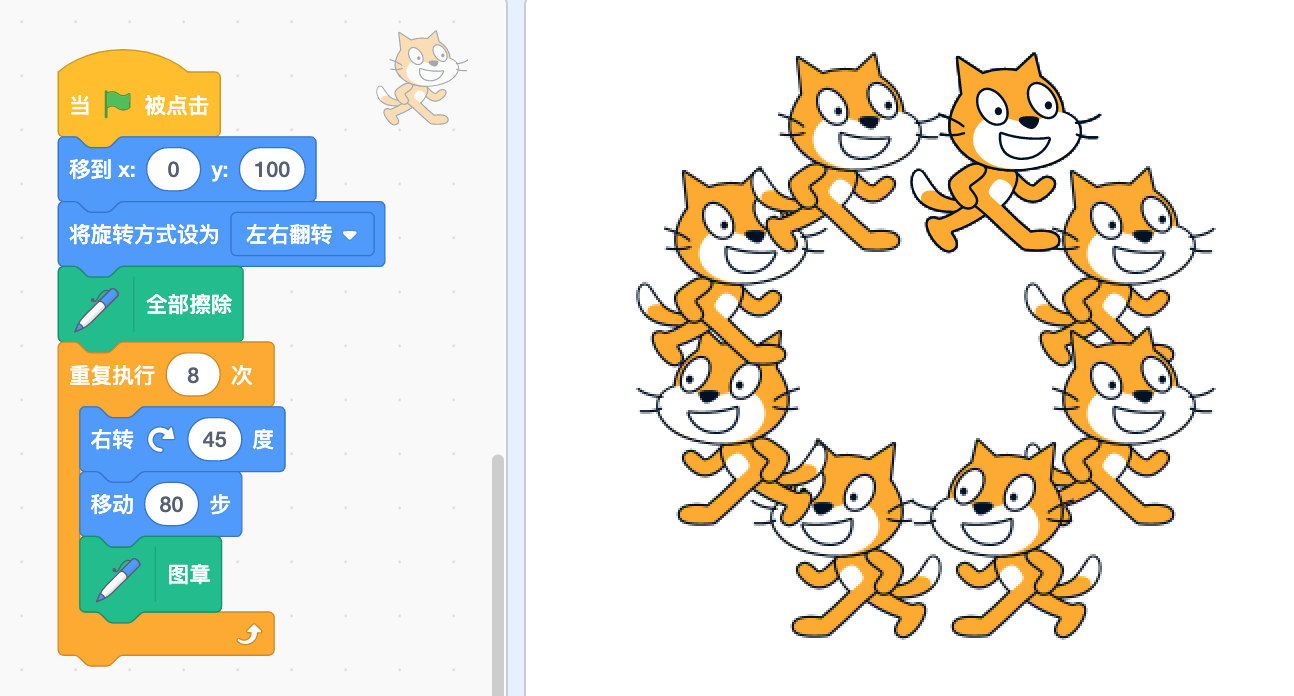 当 被点击
移到 x: 0 y: 100
将旋转方式设为 左右翻转
全部擦除
重复执行 8 次
右转 45 度
移动 80 步
图章